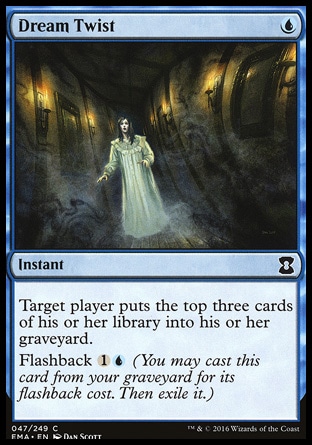 Dream Twist
Instant
Target player puts the top three cards
of his or her library into his or her
graveyard.
Flashback 1 (You may cast this
card from your graveyard for its
flashback cost. Then exile it.)
047/249 C
EMA • EN Dan Scott
™ & © 2016 Wizards of the Coast